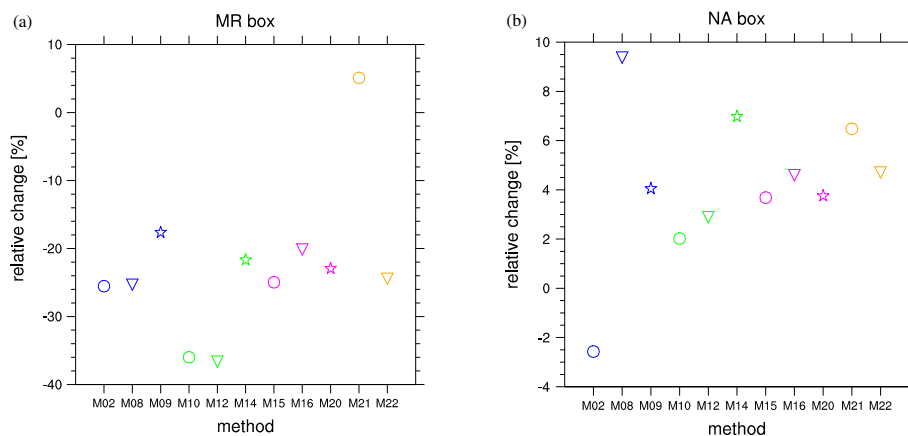 (a)
MR box
10
0
-10
-20
-30
-40
relative change [%]
M02 M08 M09 M10 M12 M14 M15 M16 M20 M21 M22
method
(b)
NA box
10
8
6
4
2
0
-2
-4
relative change [%]
M02 M08 M09 M10 M12 M14 M15 M16 M20 M21 M22
method